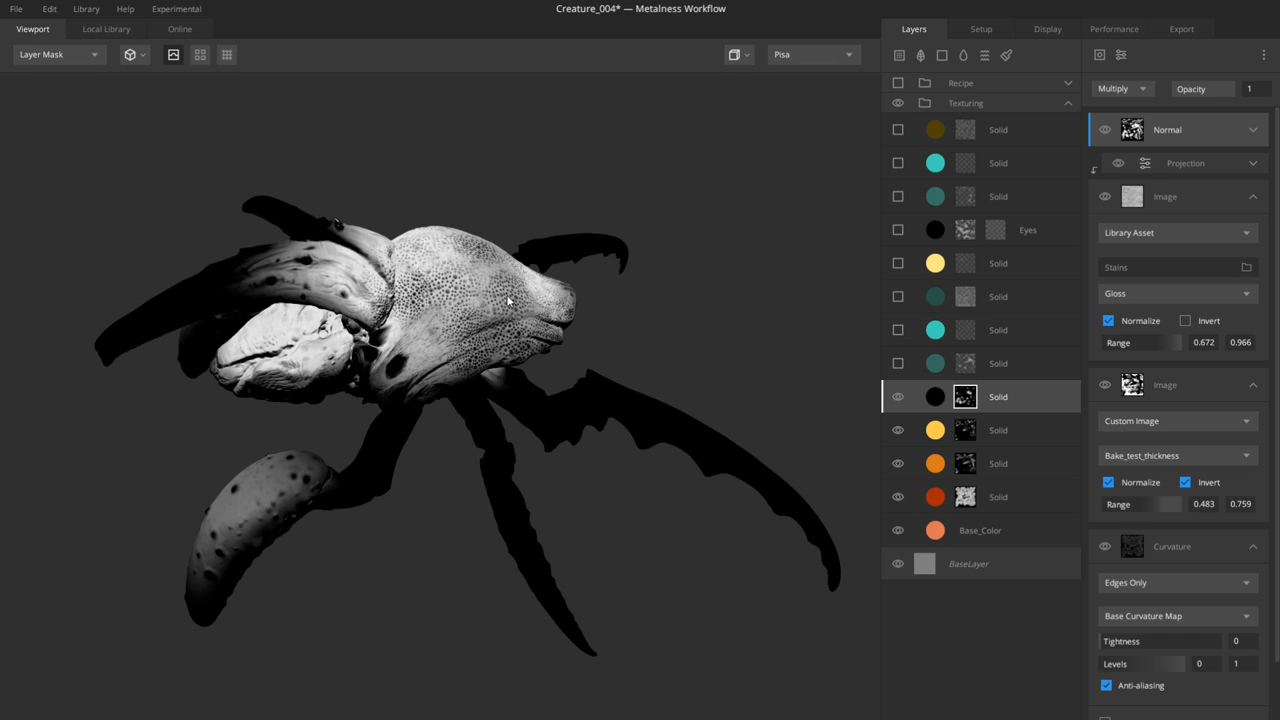 File Edit Library Help Experimental
Creature_004* — Metalness Workflow
Viewport Local Library Online
Layers Setup Display Performance Export
Layer Mask
Pisa
Recipe
Texturing
Solid
Solid
Solid
Eyes
Solid
Solid
Solid
Solid
Solid
Solid
Solid
Solid
Base_Color
BaseLayer
Multiply Opacity 1
Normal
Projection
Image
Library Asset
Stains
Gloss
Normalize Invert
Range 0.672 0.966
Image
Custom Image
Bake_test_thickness
Normalize Invert
Range 0.483 0.759
Curvature
Edges Only
Base Curvature Map
Tightness 0
Levels 0 1
Anti-aliasing